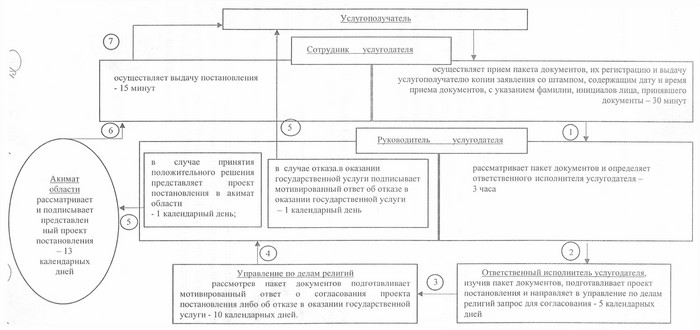 Услугополучатель
7
Сотрудник услугодателя
осуществляет выдачу постановления
- 15 минут
осуществляет прием пакета документов, их регистрацию и выдачу
услугополучателю копии заявления со штампом, содержащим дату и время
приема документов, с указанием фамилии, инициалов лица, принявшего
документы – 30 минут
6
5
1
Руководитель услугодателя
в случае принятия
положительного решения
представляет проект
постановления в акимат
области
- 1 календарный день;
в случае отказа в оказании
государственной услуги подписывает
мотивированный ответ об отказе в
оказании государственной услуги
– 1 календарный день
рассматривает пакет документов и определяет
ответственного исполнителя услугодателя –
3 часа
Акимат
области
рассматривает
и подписывает
представлен
ный проект
постановления
– 13
календарных
дней
5
4
2
Управление по делам религий
рассмотрев пакет документов подготавливает
мотивированный ответ о согласования проекта
постановления либо об отказе в оказании государственной
услуги - 10 календарных дней.
3
Ответственный исполнитель услугодателя,
изучив пакет документов, подготавливает проект
постановления и направляет в управление по делам
религий запрос для согласования - 5 календарных
дней